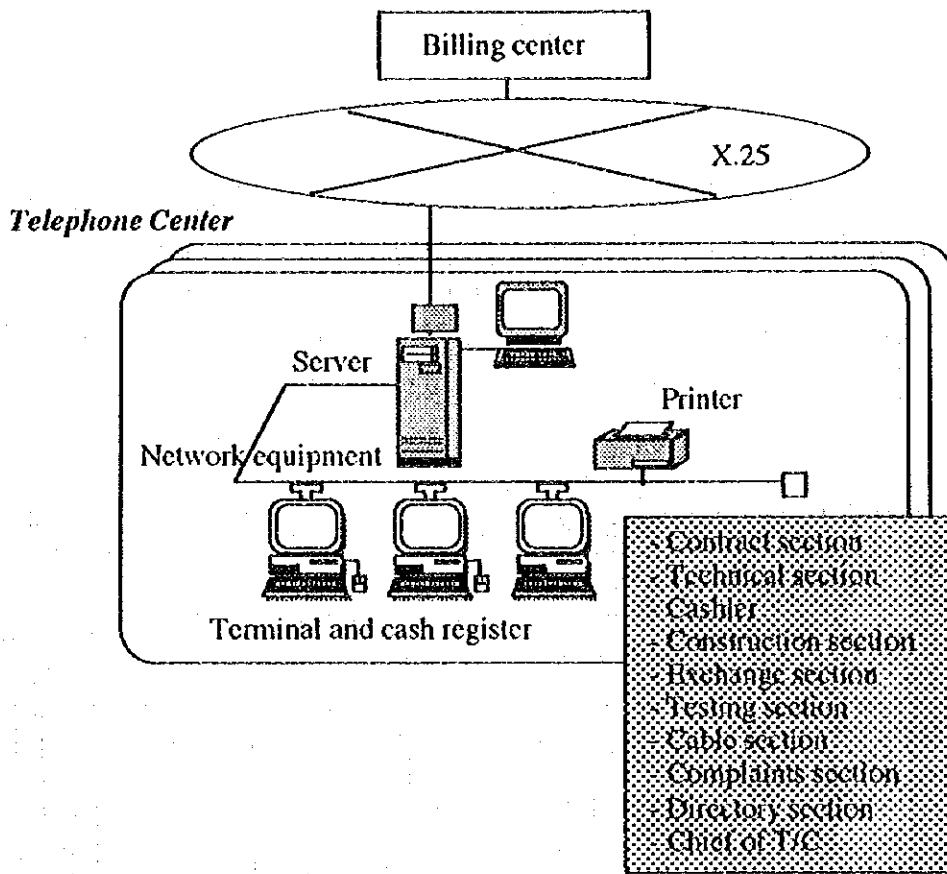 Billing center
X.25
Telephone Center
Server
Printer
Network equipment
Terminal and cash register
- Contract section
- Technical section
- Cashier
- Construction section
- Exchange section
- Testing section
- Cable section
- Complaints section
- Directory section
- Chief of T/C